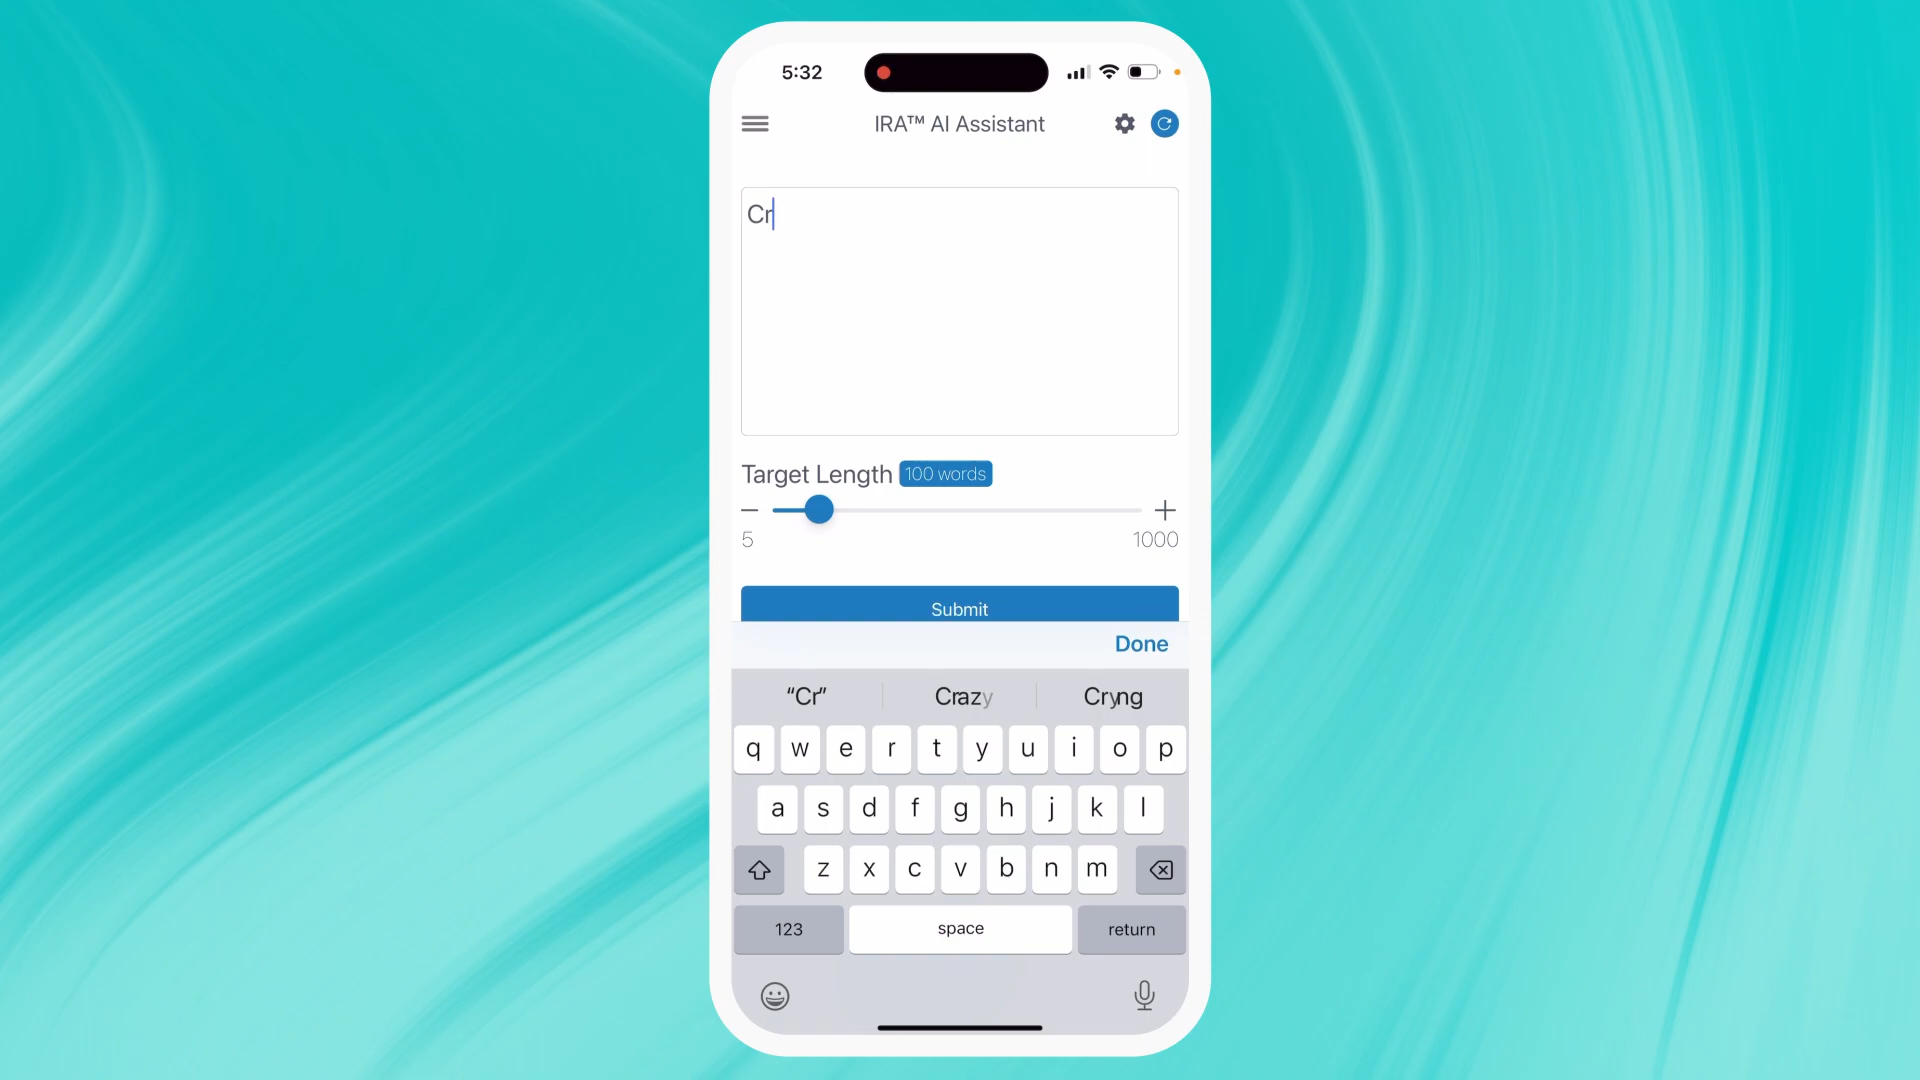 5:32
IRA™ AI Assistant
Cr
Target Length 100 words
5 1000
Submit
Done
“Cr” Crazy
q w e r t y u i o p
a s d f g h j k l
z x c v b n m
123 space return